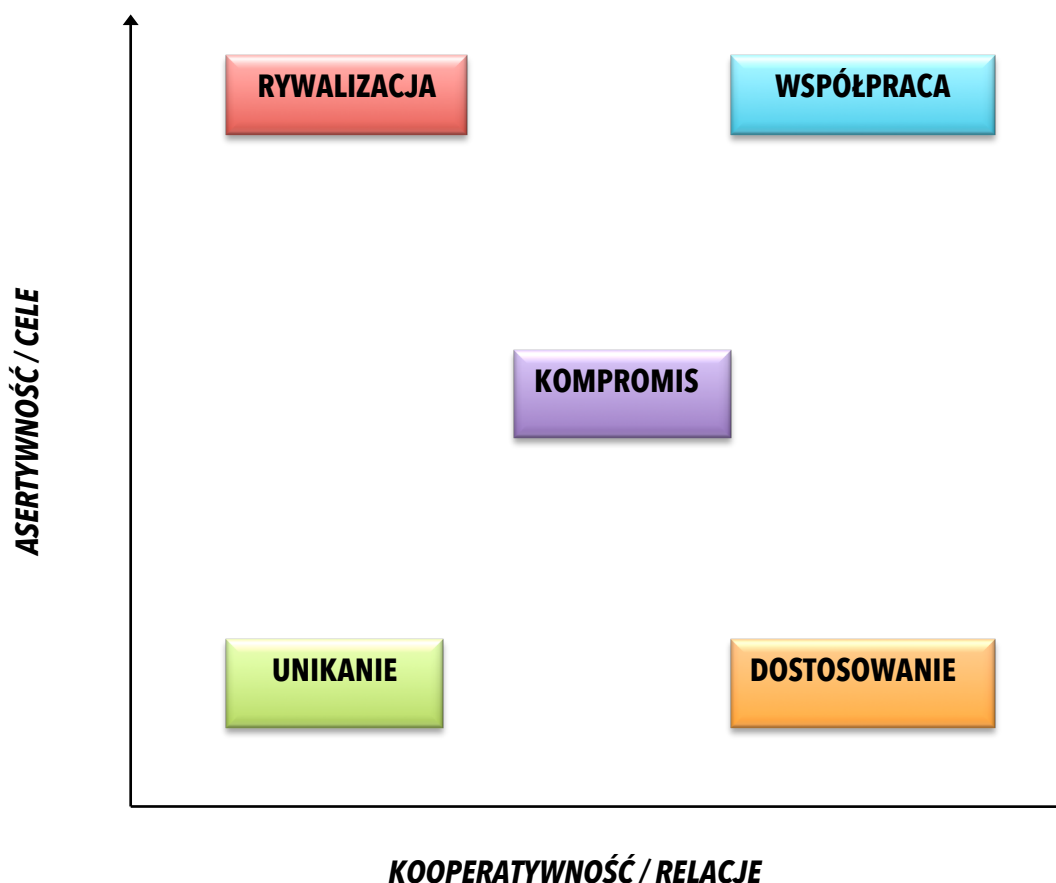 RYWALIZACJA
WSPÓŁPRACA
ASERTYWNOŚĆ / CELE
KOMPROMIS
UNIKANIE
DOSTOSOWANIE
KOOPERATYWNOŚĆ / RELACJE